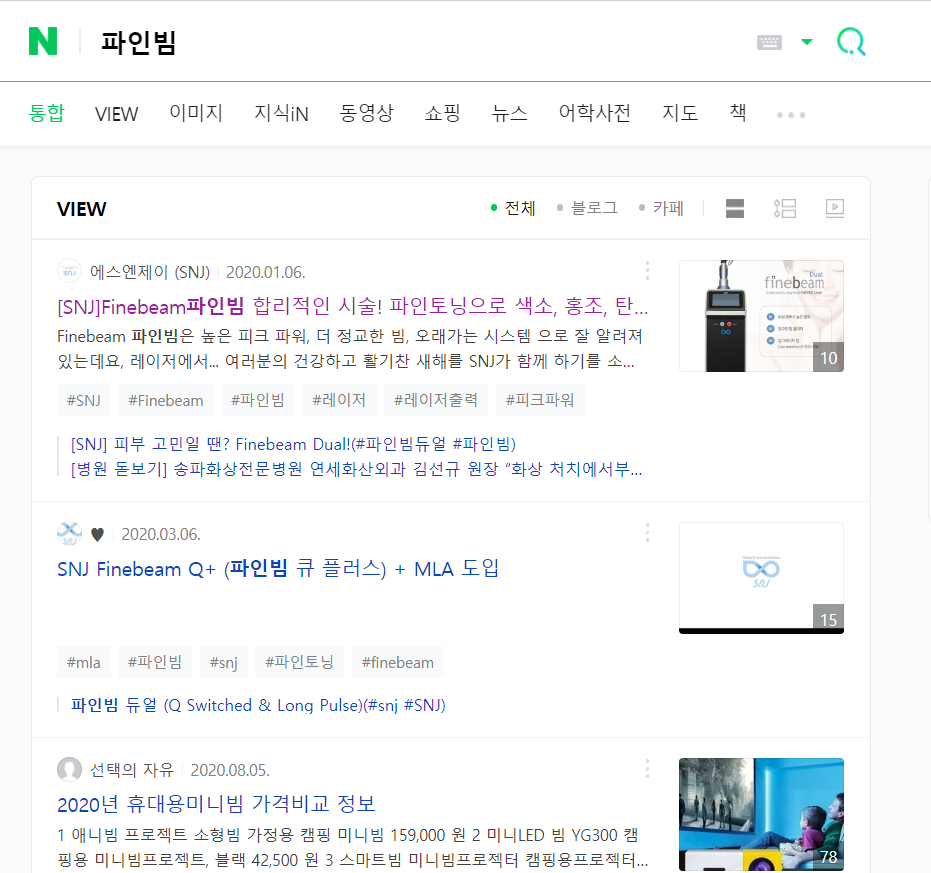 N 파인빔
통합 VIEW 이미지 지식iN 동영상 쇼핑 뉴스 어학사전 지도 책
VIEW 전체 블로그 카페
에스엔제이 (SNJ) 2020.01.06.
[SNJ]Finebeam파인빔 합리적인 시술! 파인토닝으로 색소, 홍조, 탄...
Finebeam 파인빔은 높은 피크 파워, 더 정교한 빔, 오래가는 시스템 으로 잘 알려져
있는데요, 레이저에서... 여러분의 건강하고 활기찬 새해를 SNJ가 함께 하기를 소...
#SNJ #Finebeam #파인빔 #레이저 #레이저출력 #피크파워
Dual
finebeam
10
[SNJ] 피부 고민일 땐? Finebeam Dual!(#파인빔듀얼 #파인빔)
[병원 돋보기] 송파화상전문병원 연세화산외과 김선규 원장 “화상 처치에서부...
SNJ ♥ 2020.03.06.
SNJ Finebeam Q+ (파인빔 큐 플러스) + MLA 도입
SNJ
15
#mla #파인빔 #snj #파인토닝 #finebeam
파인빔 듀얼 (Q Switched & Long Pulse)(#snj #SNJ)
선택의 자유 2020.08.05.
2020년 휴대용미니빔 가격비교 정보
1 애니빔 프로젝트 소형빔 가정용 캠핑 미니빔 159,000 원 2 미니LED 빔 YG300 캠
핑용 미니빔프로젝트, 블랙 42,500 원 3 스마트빔 미니빔프로젝터 캠핑용프로젝터...
78